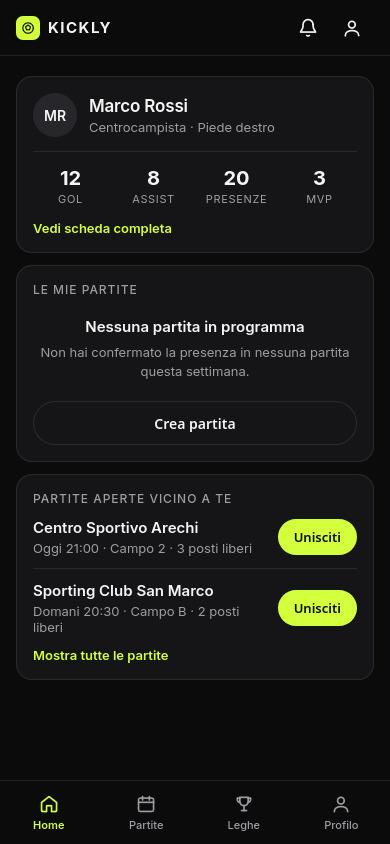 KICKLY
MR
Marco Rossi
Centrocampista · Piede destro
12
8
20
3
GOL
ASSIST
PRESENZE
MVP
Vedi scheda completa
LE MIE PARTITE
Nessuna partita in programma
Non hai confermato la presenza in nessuna partita
questa settimana.
Crea partita
PARTITE APERTE VICINO A TE
Centro Sportivo Arechi
Oggi 21:00 · Campo 2 · 3 posti liberi
Unisciti
Sporting Club San Marco
Domani 20:30 · Campo B · 2 posti
liberi
Unisciti
Mostra tutte le partite
Home
Partite
Leghe
Profilo